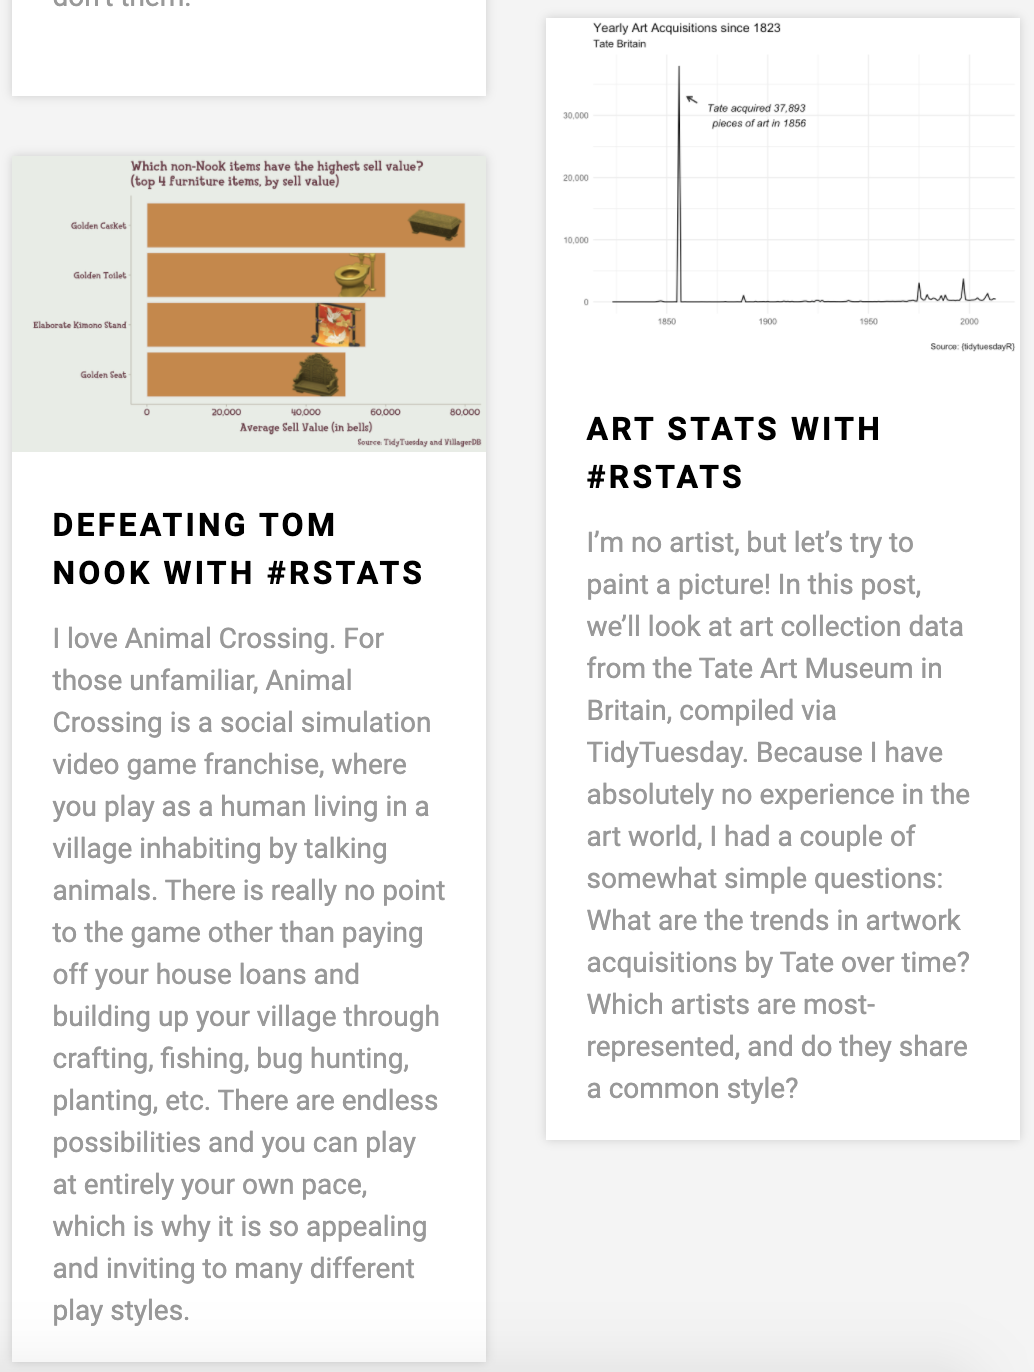 don't them.
Which non-Nook items have the highest sell value?
(top 4 furniture items, by sell value)
Golden Casket
Golden Toilet
Elaborate Kimono Stand
Golden Seat
0 20,000 40,000 60,000 80,000
Average Sell Value (in bells)
Source: TidyTuesday and VillagerDB
DEFEATING TOM
NOOK WITH #RSTATS
I love Animal Crossing. For
those unfamiliar, Animal
Crossing is a social simulation
video game franchise, where
you play as a human living in a
village inhabiting by talking
animals. There is really no point
to the game other than paying
off your house loans and
building up your village through
crafting, fishing, bug hunting,
planting, etc. There are endless
possibilities and you can play
at entirely your own pace,
which is why it is so appealing
and inviting to many different
play styles.
Yearly Art Acquisitions since 1823
Tate Britain
Tate acquired 37,893
pieces of art in 1856
30,000
20,000
10,000
0
1850 1900 1950 2000
Source: {tidytuesdayR}
ART STATS WITH
#RSTATS
I’m no artist, but let’s try to
paint a picture! In this post,
we’ll look at art collection data
from the Tate Art Museum in
Britain, compiled via
TidyTuesday. Because I have
absolutely no experience in the
art world, I had a couple of
somewhat simple questions:
What are the trends in artwork
acquisitions by Tate over time?
Which artists are most-
represented, and do they share
a common style?